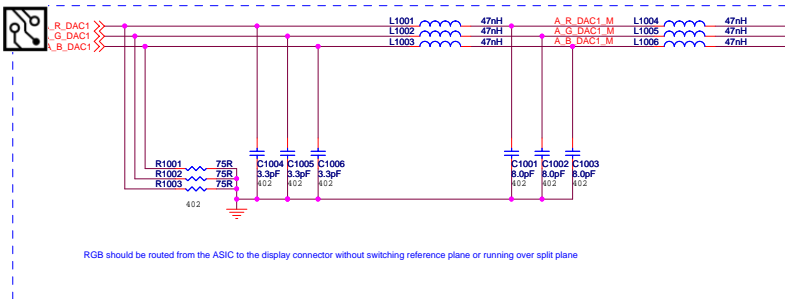 _R_DAC1 L1001 47nH A_R_DAC1_M L1004 47nH
_G_DAC1 L1002 47nH A_G_DAC1_M L1005 47nH
A_B_DAC1 L1003 47nH A_B_DAC1_M L1006 47nH
R1001 75R C1004 C1005 C1006 C1001 C1002 C1003
R1002 75R 3.3pF 3.3pF 3.3pF 8.0pF 8.0pF 8.0pF
R1003 75R 402 402 402 402 402 402
402
RGB should be routed from the ASIC to the display connector without switching reference plane or running over split plane